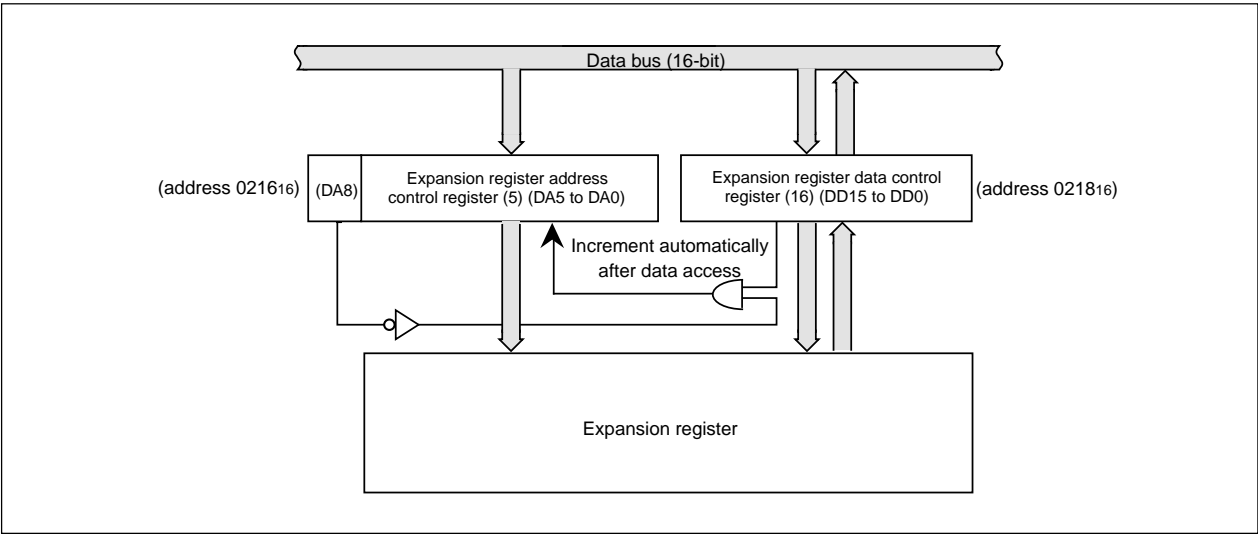 Data bus (16-bit)
(address 021616)
(DA8)
Expansion register address
control register (5) (DA5 to DA0)
Expansion register data control
register (16) (DD15 to DD0)
(address 021816)
Increment automatically
after data access
Expansion register